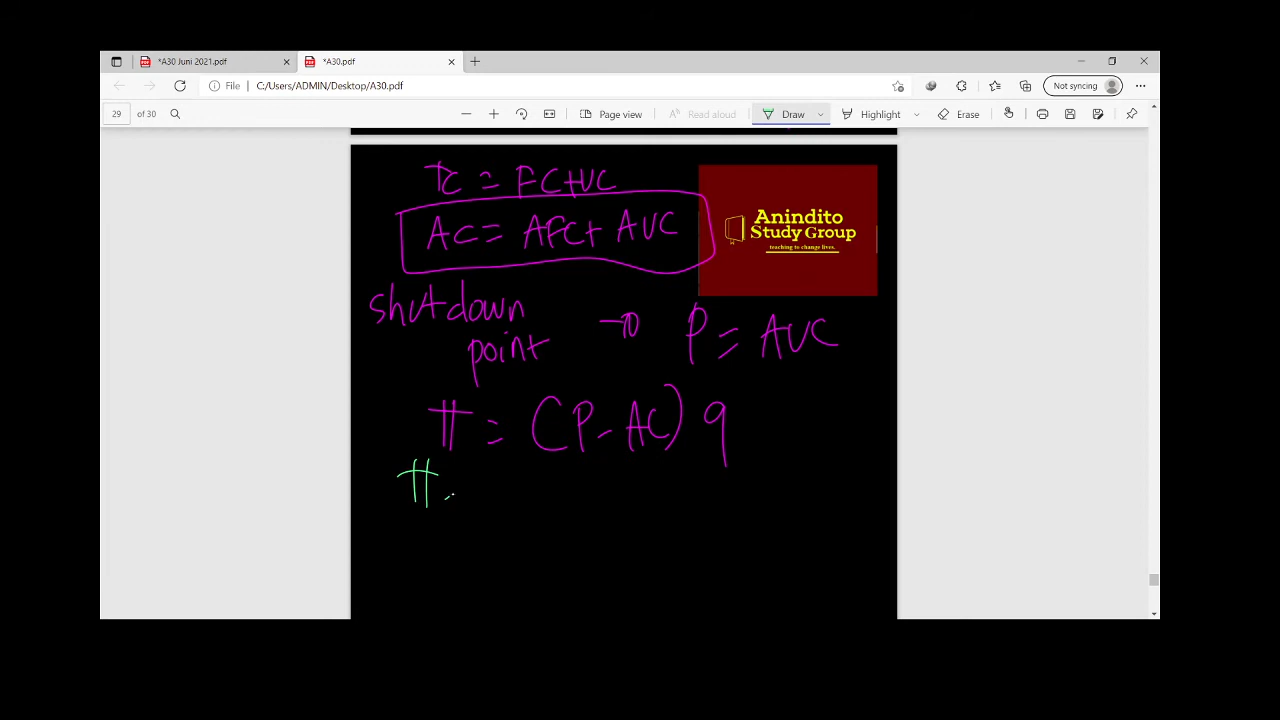 *A30 Juni 2021.pdf
*A30.pdf
File C:/Users/ADMIN/Desktop/A30.pdf
Not syncing
29 of 30
Page view
Read aloud
Draw
Highlight
Erase
TC = FC+VC
AC = AFC+ AVC
Anindito
Study Group
teaching to change lives.
shutdown
point → P = AVC
π = (P - AC) q
π